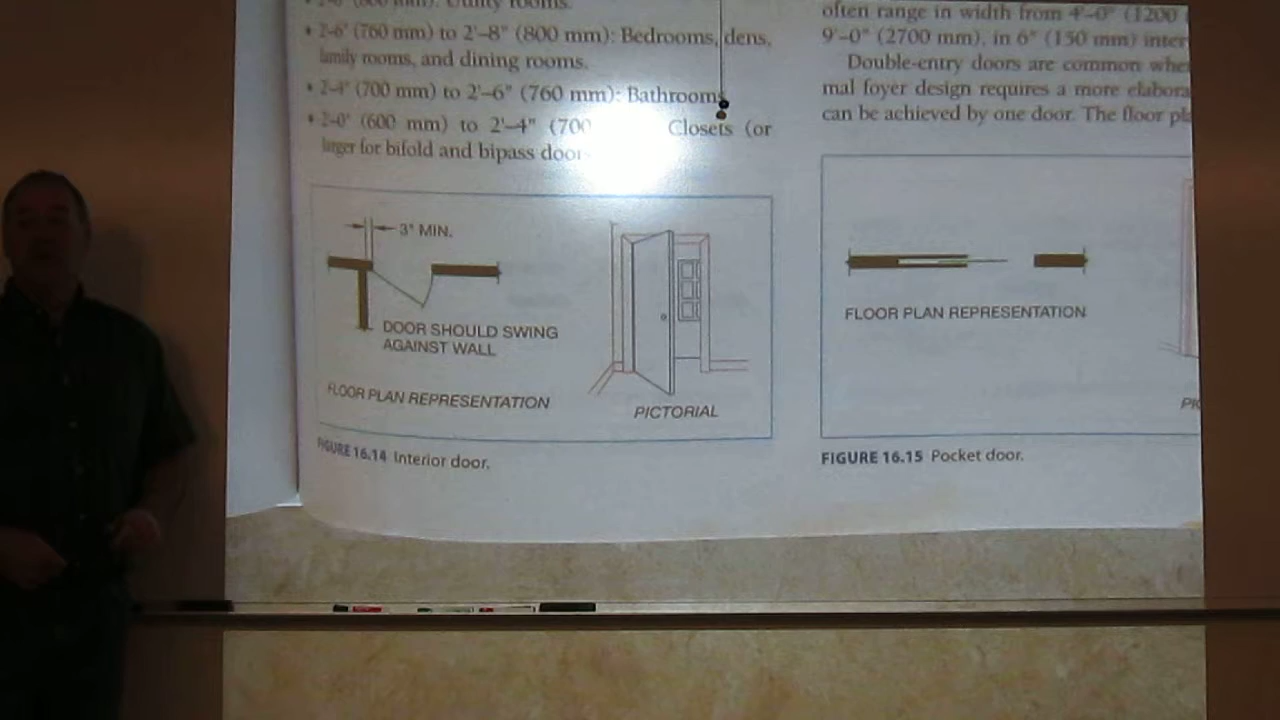 (800 mm): Utility rooms.
• 2'-6" (760 mm) to 2'–8" (800 mm): Bedrooms, dens,
family rooms, and dining rooms.
• 2'-4" (700 mm) to 2'–6" (760 mm): Bathrooms
• 2'-0" (600 mm) to 2'–4" (700 Closets (or
larger for bifold and bipass door
3" MIN.
DOOR SHOULD SWING
AGAINST WALL
FLOOR PLAN REPRESENTATION
PICTORIAL
FIGURE 16.14 Interior door.
often range in width from 4'–0" (1200
9'–0" (2700 mm), in 6" (150 mm)
Double-entry doors are common
mal foyer design requires a more
can be achieved by one door. The floor
FLOOR PLAN REPRESENTATION
FIGURE 16.15 Pocket door.